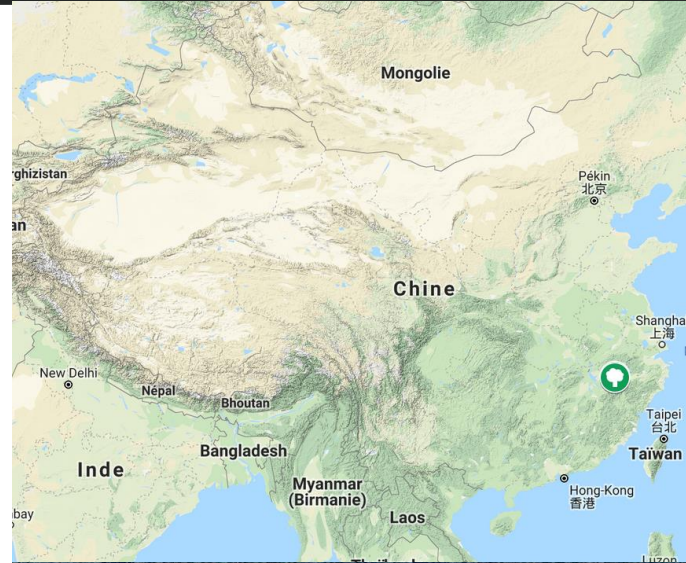 Mongolie
rghizistan
Pékin
北京
an
Chine
Shangha
上海
New Delhi
Népal
Bhoutan
Taipei
台北
Bangladesh
Taïwan
Inde
Myanmar
(Birmanie)
Hong-Kong
香港
bay
Laos
Luzon